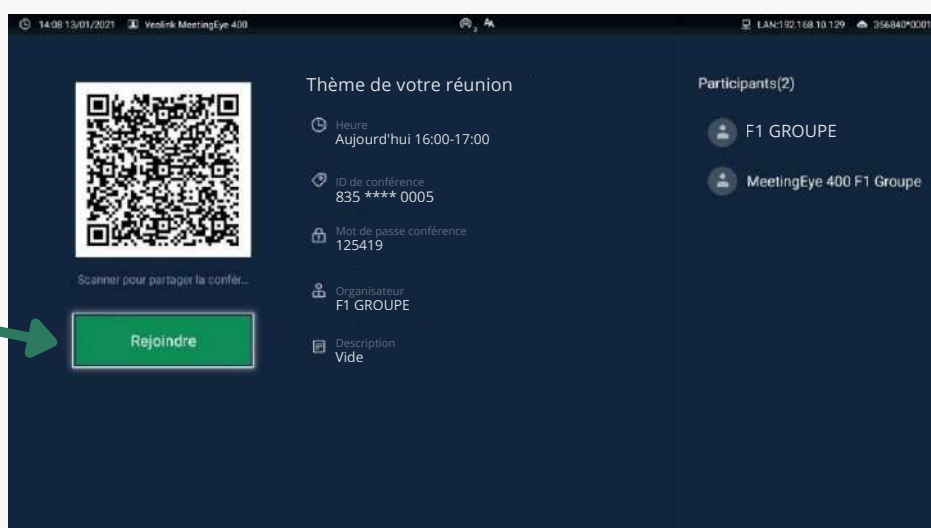 14:08 13/01/2021 Yealink MeetingEye 400
LAN:192.168.10.129 356840*0001
Thème de votre réunion
Heure
Aujourd'hui 16:00-17:00
ID de conférence
835 **** 0005
Mot de passe conférence
125419
Organisateur
F1 GROUPE
Description
Vide
Scanner pour partager la confér...
Rejoindre
Participants(2)
F1 GROUPE
MeetingEye 400 F1 Groupe